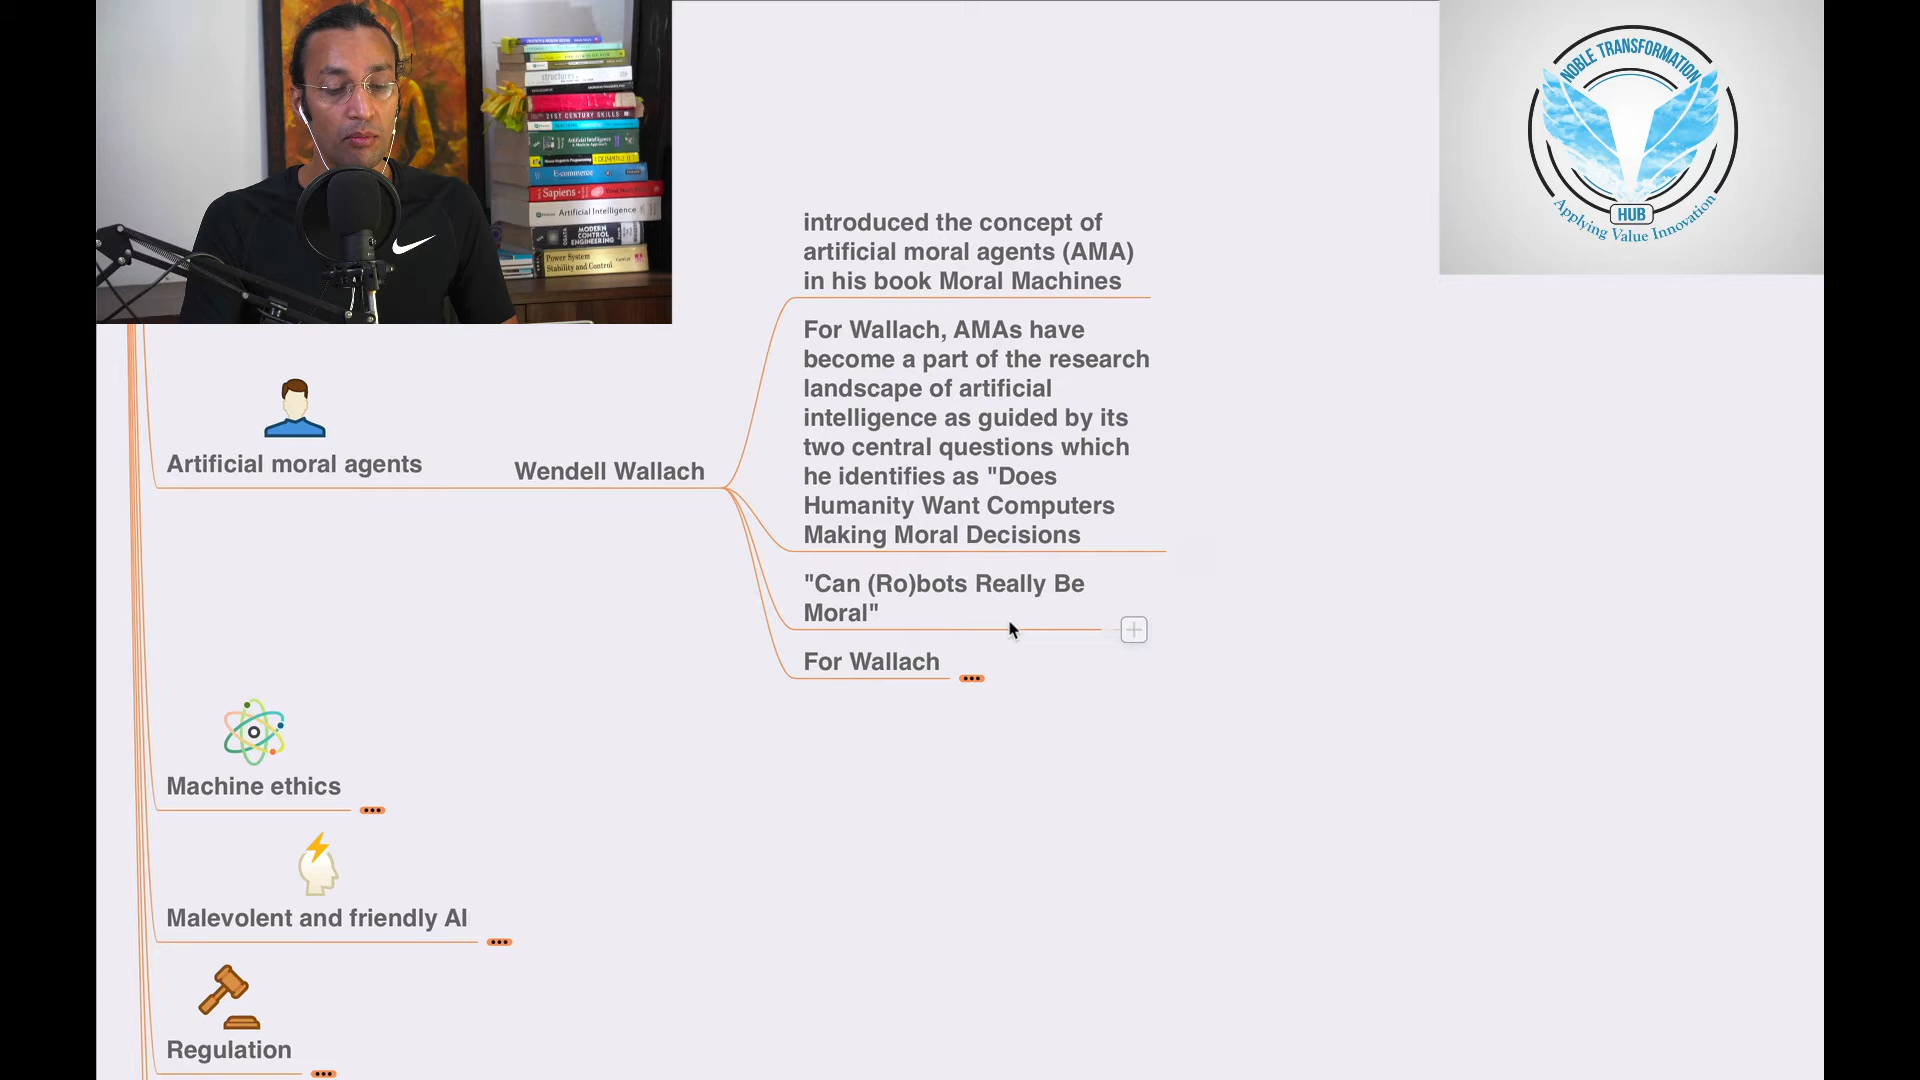 structures
21ST CENTURY SKILLS
Artificial Intelligence
DUMMIES
E-commerce
Sapiens
Artificial Intelligence
MODERN
CONTROL
ENGINEERING
Power System
Stability and Control
NOBLE TRANSFORMATION
HUB
Applying Value Innovation
introduced the concept of
artificial moral agents (AMA)
in his book Moral Machines
For Wallach, AMAs have
become a part of the research
landscape of artificial
intelligence as guided by its
two central questions which
he identifies as "Does
Humanity Want Computers
Making Moral Decisions
Artificial moral agents
Wendell Wallach
"Can (Ro)bots Really Be
Moral"
For Wallach
Machine ethics
Malevolent and friendly AI
Regulation